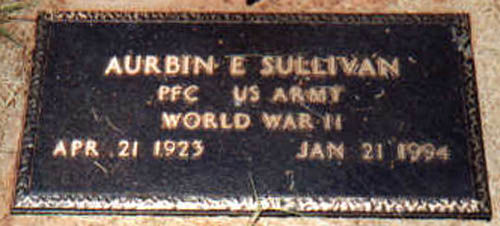 AURBIN E SULLIVAN
PFC US ARMY
WORLD WAR II
APR 21 1923 JAN 21 1994